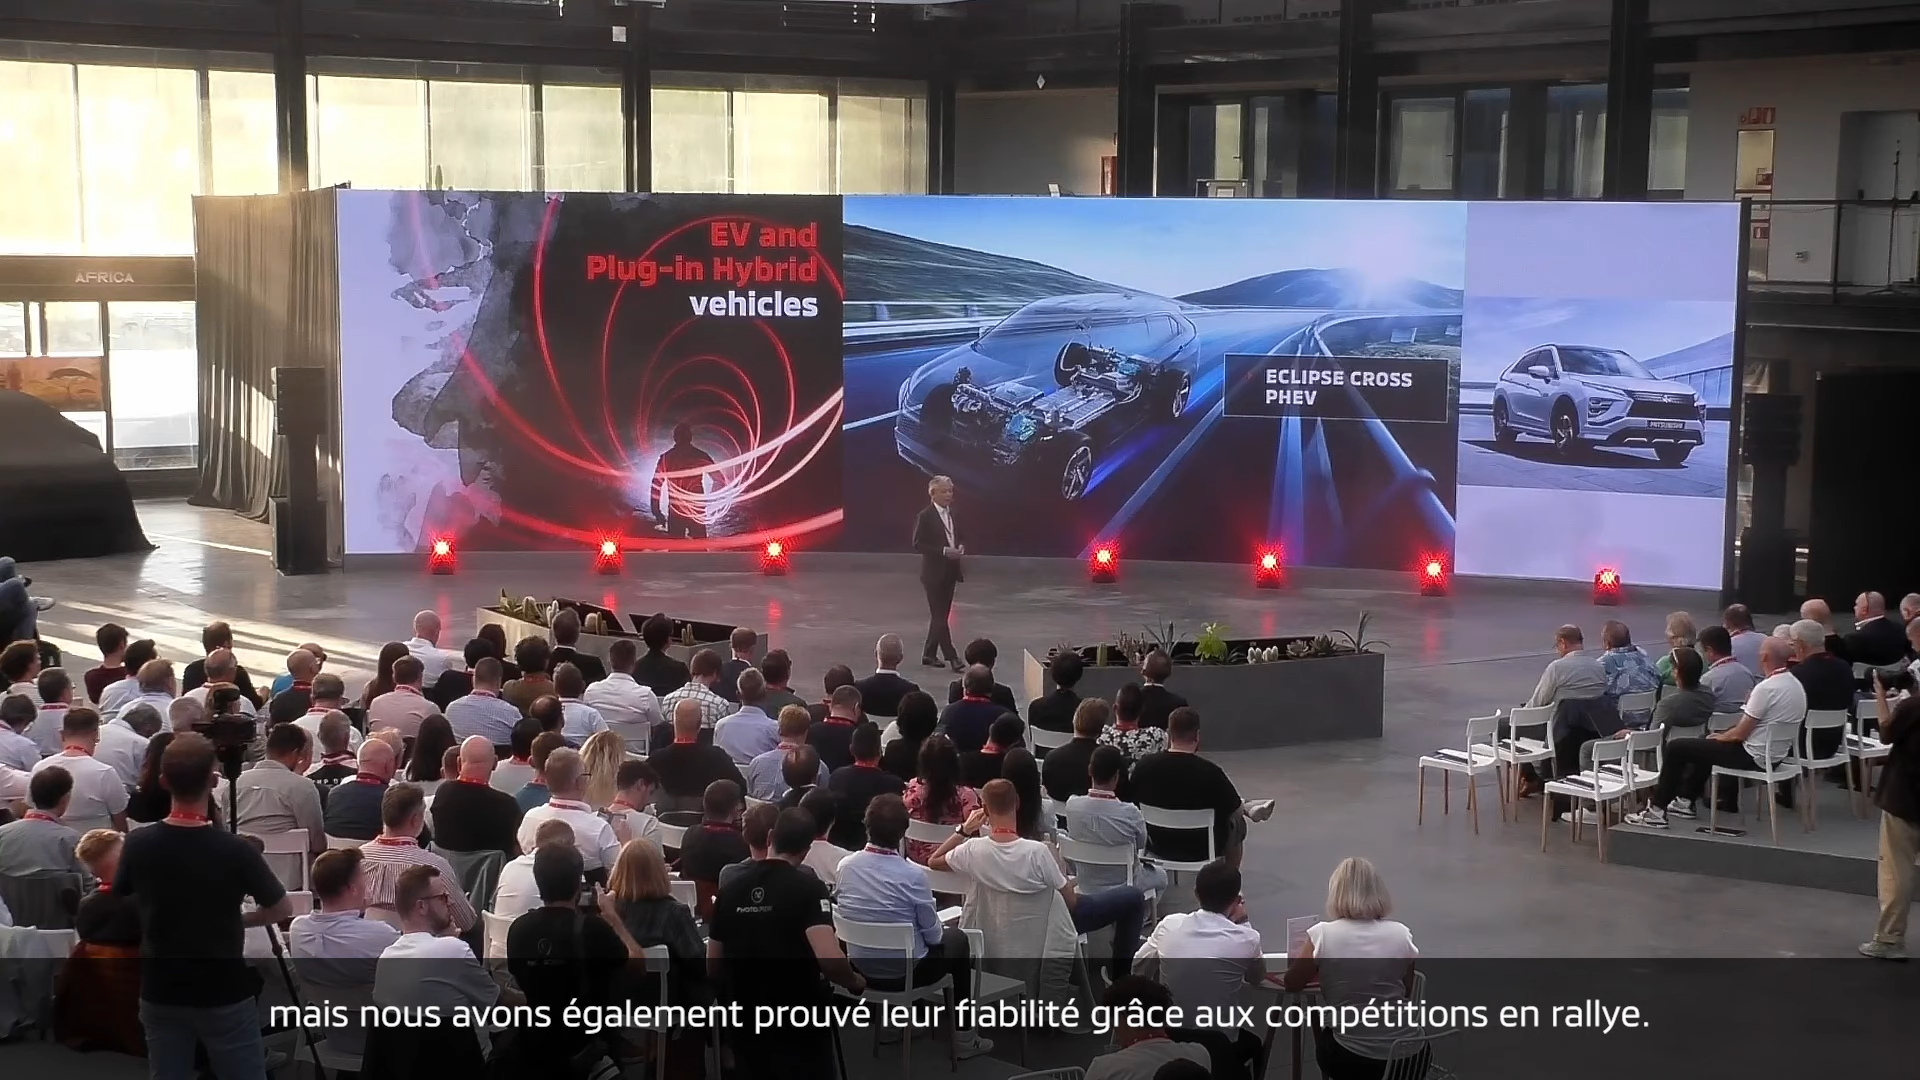 EV and
Plug-in Hybrid
vehicles
ECLIPSE CROSS
PHEV
MITSUBISHI
AFRICA
mais nous avons également prouvé leur fiabilité grâce aux compétitions en rallye.